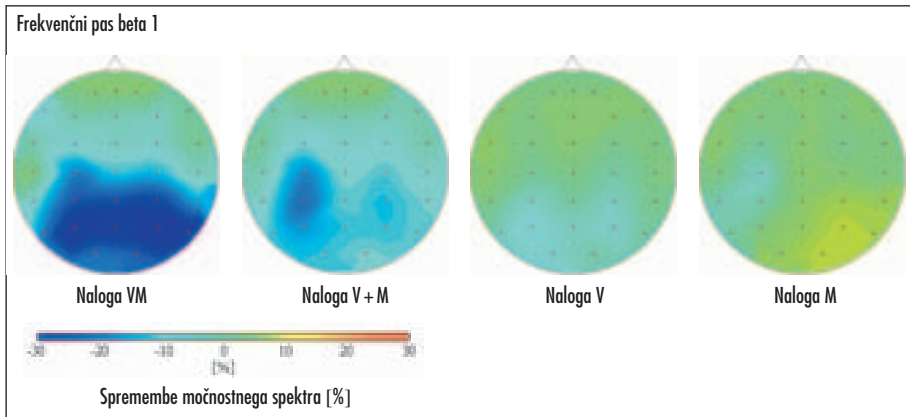 Frekvenčni pas beta 1
Naloga VM Naloga V + M Naloga V Naloga M
-30 -20 -10 0 10 20 30
[%]
Spremembe močnostnega spektra [%]